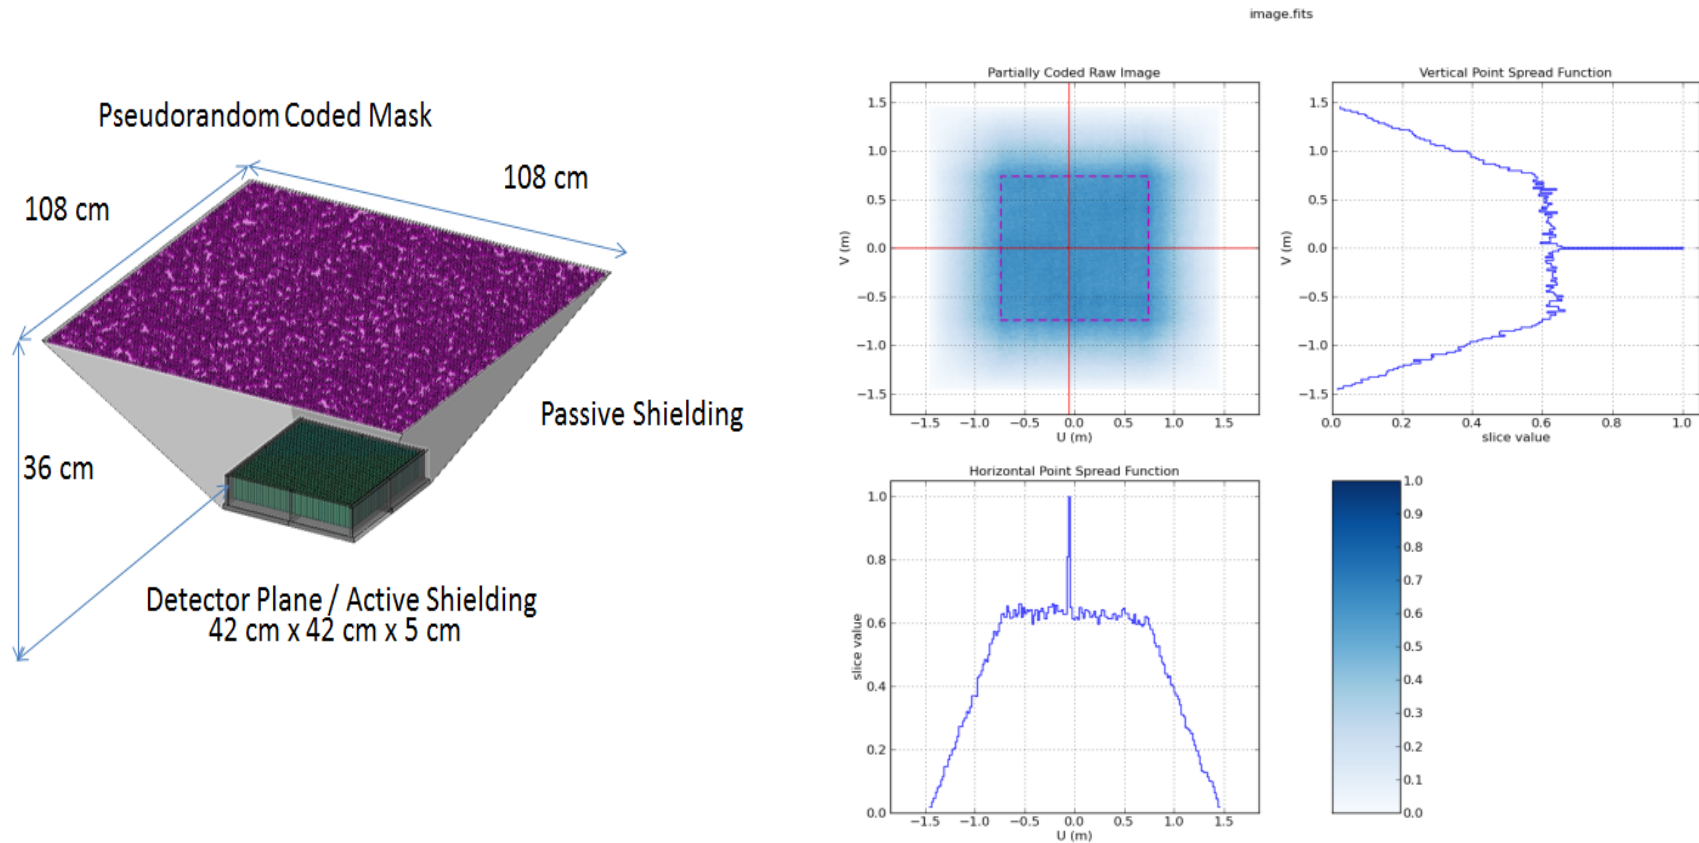 image.fits
Pseudorandom Coded Mask
108 cm
108 cm
36 cm
Passive Shielding
Detector Plane / Active Shielding
42 cm x 42 cm x 5 cm
Partially Coded Raw Image
1.5
1.0
0.5
0.0
−0.5
−1.0
−1.5
V (m)
−1.5 −1.0 −0.5 0.0 0.5 1.0 1.5
U (m)
Vertical Point Spread Function
1.5
1.0
0.5
0.0
−0.5
−1.0
−1.5
V (m)
0.0 0.2 0.4 0.6 0.8 1.0
slice value
Horizontal Point Spread Function
1.0
0.8
0.6
0.4
0.2
0.0
slice value
−1.5 −1.0 −0.5 0.0 0.5 1.0 1.5
U (m)
1.0
0.9
0.8
0.7
0.6
0.5
0.4
0.3
0.2
0.1
0.0